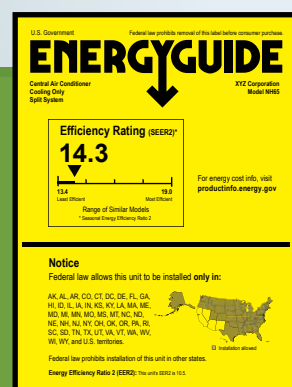 U.S. Government
Federal law prohibits removal of this label before consumer purchase.
ENERGYGUIDE
Central Air Conditioner
Cooling Only
Split System
XYZ Corporation
Model NH65
Efficiency Rating (SEER2)*
14.3
13.4
Least Efficient
19.0
Most Efficient
Range of Similar Models
* Seasonal Energy Efficiency Ratio 2
For energy cost info, visit
productinfo.energy.gov
Notice
Federal law allows this unit to be installed only in:
AK, AL, AR, CO, CT, DC, DE, FL, GA,
HI, ID, IL, IA, IN, KS, KY, LA, MA, ME,
MD, MI, MN, MO, MS, MT, NC, ND,
NE, NH, NJ, NY, OH, OK, OR, PA, RI,
SC, SD, TN, TX, UT, VA, VT, WA, WV,
WI, WY, and U.S. territories.
Installation allowed
Federal law prohibits installation of this unit in other states.
Energy Efficiency Ratio 2 (EER2): This unit's EER2 is 10.5.